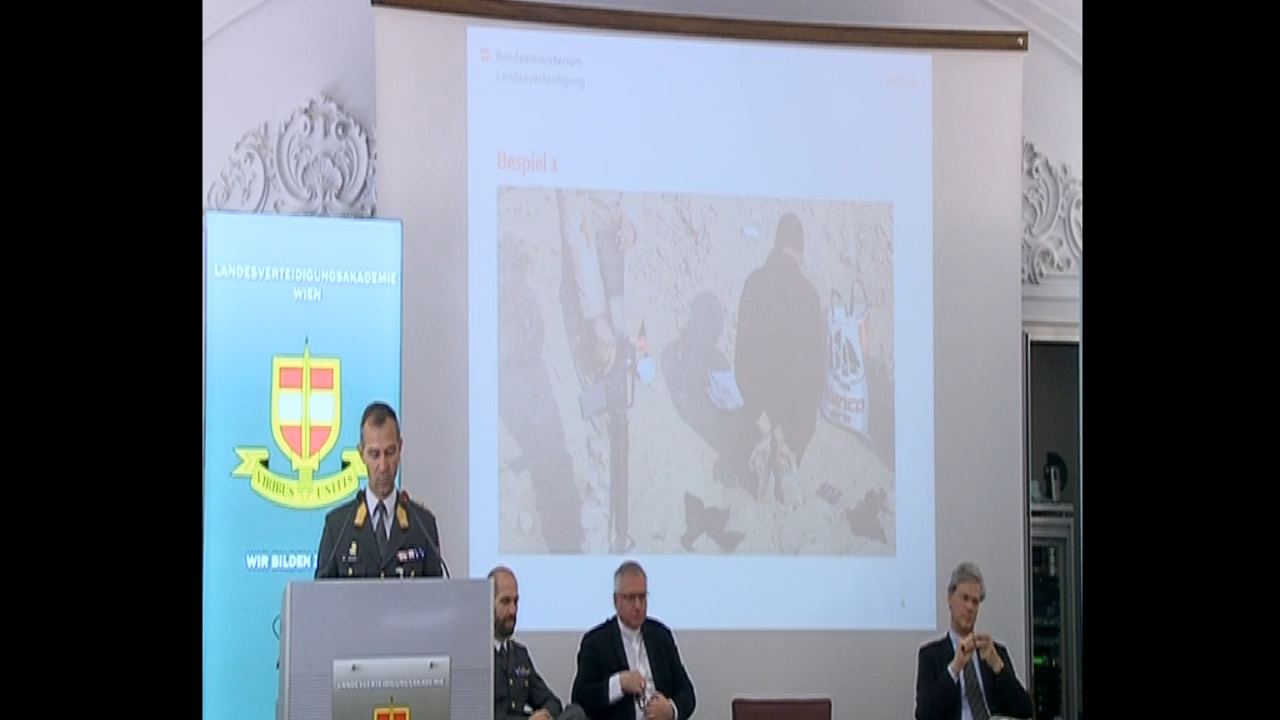 Bundesministerium
Landesverteidigung
Bespiel 1
LANDESVERTEIDIGUNGSAKADEMIE
WIEN
VIRIBUS UNITIS
WIR BILDEN
LANDESVERTEIDIGUNGSAKADEMIE